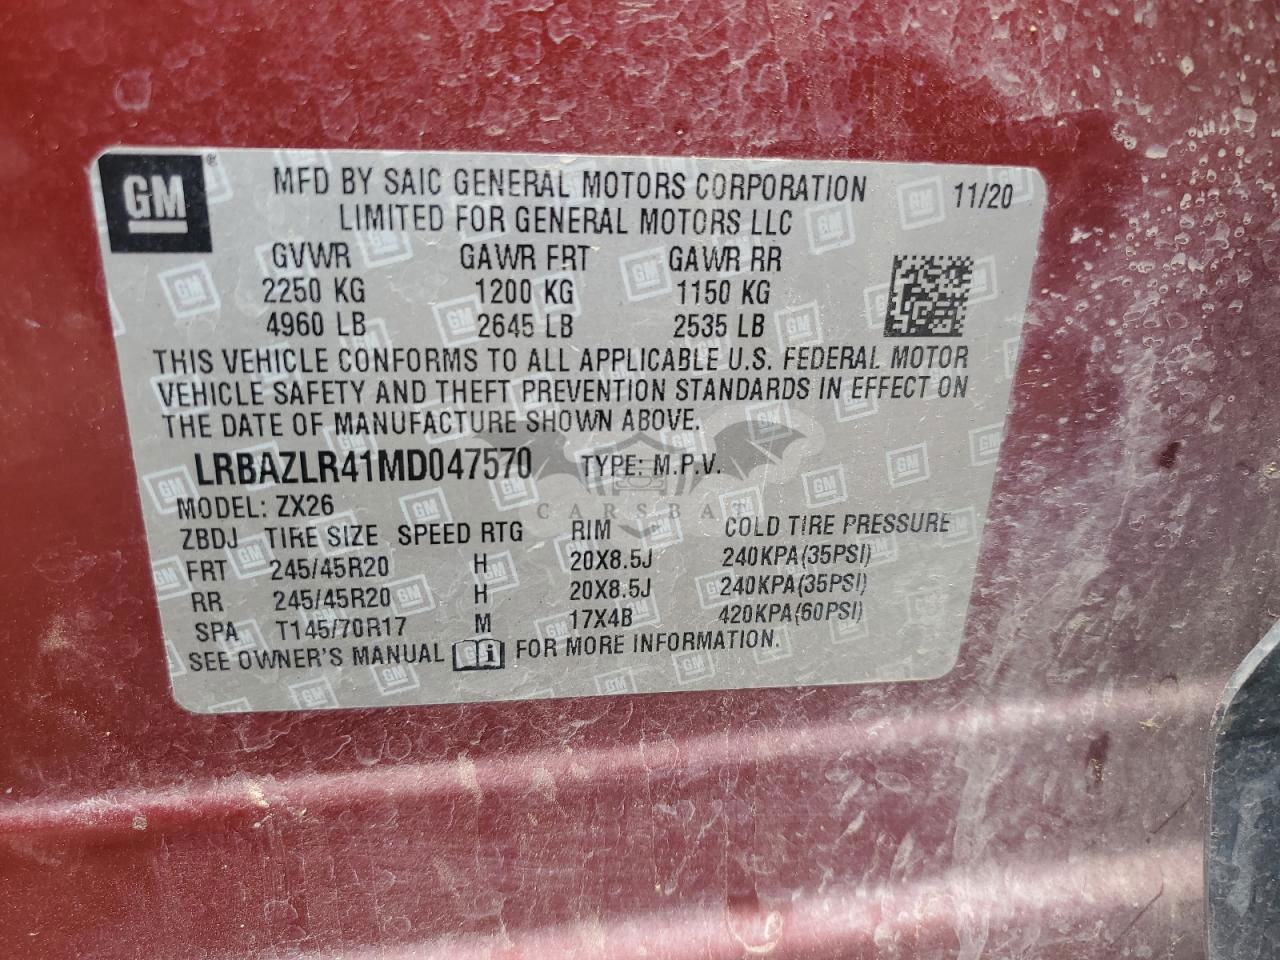 GM®
MFD BY SAIC GENERAL MOTORS CORPORATION 11/20
LIMITED FOR GENERAL MOTORS LLC
GVWR GAWR FRT GAWR RR
2250 KG 1200 KG 1150 KG
4960 LB 2645 LB 2535 LB
THIS VEHICLE CONFORMS TO ALL APPLICABLE U.S. FEDERAL MOTOR
VEHICLE SAFETY AND THEFT PREVENTION STANDARDS IN EFFECT ON
THE DATE OF MANUFACTURE SHOWN ABOVE.
LRBAZLR41MD047570 TYPE: M.P.V.
CARSBAT
MODEL: ZX26
ZBDJ TIRE SIZE SPEED RTG RIM COLD TIRE PRESSURE
FRT 245/45R20 H 20X8.5J 240KPA(35PSI)
RR 245/45R20 H 20X8.5J 240KPA(35PSI)
SPA T145/70R17 M 17X4B 420KPA(60PSI)
SEE OWNER'S MANUAL i FOR MORE INFORMATION.